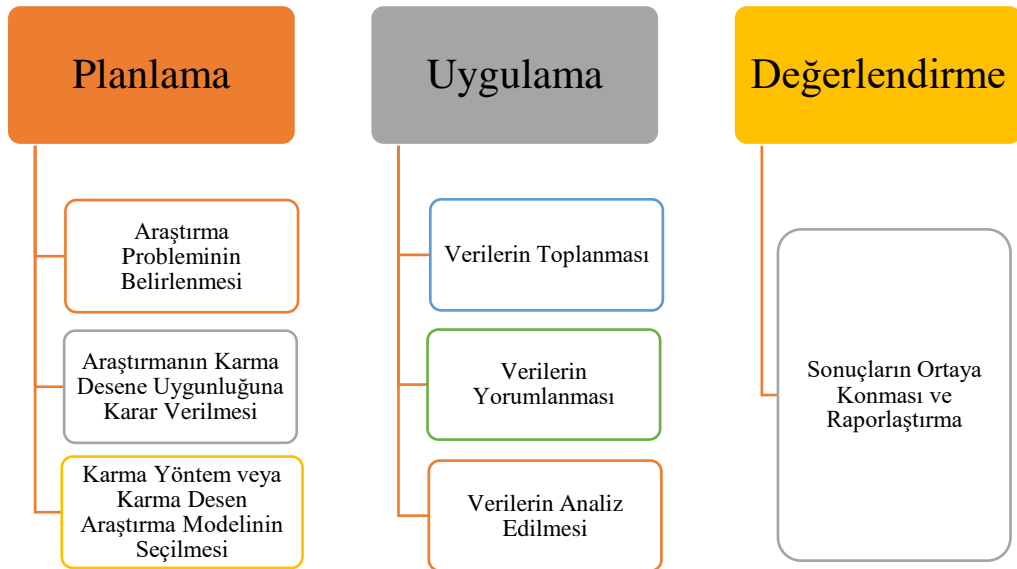 Planlama
Araştırma
Probleminin
Belirlenmesi
Araştırmanın Karma
Desene Uygunluğuna
Karar Verilmesi
Karma Yöntem veya
Karma Desen
Araştırma Modelinin
Seçilmesi
Uygulama
Verilerin Toplanması
Verilerin
Yorumlanması
Verilerin Analiz
Edilmesi
Değerlendirme
Sonuçların Ortaya
Konması ve
Raporlaştırma